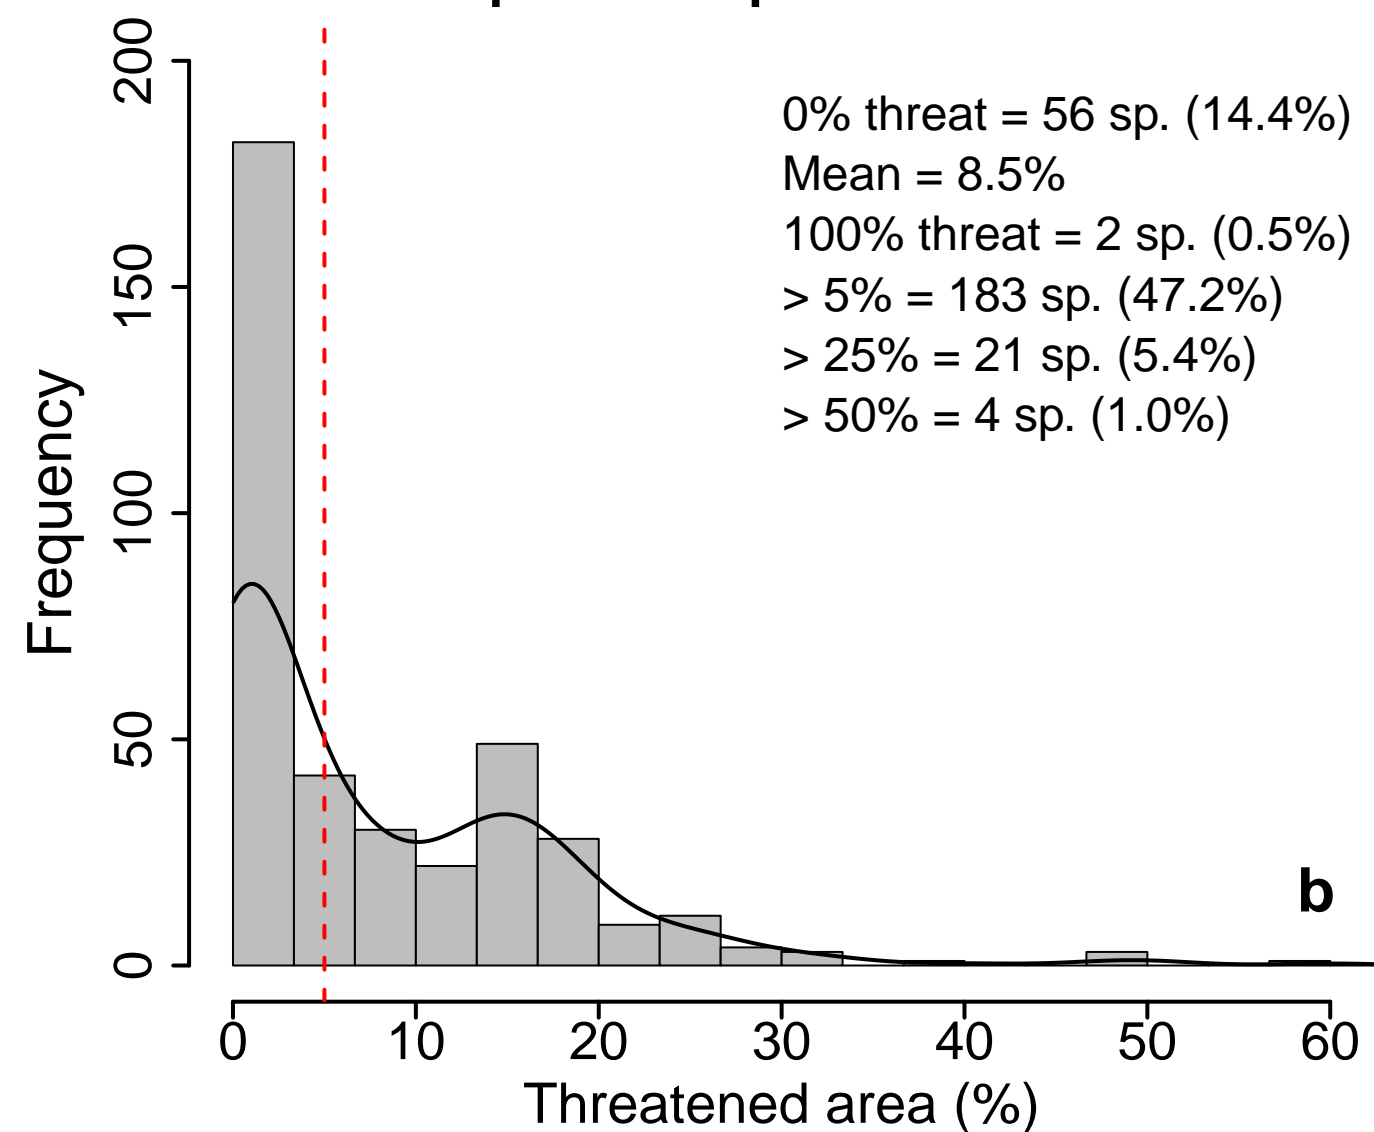 200
150
100
50
0
Frequency
0% threat = 56 sp. (14.4%)
Mean = 8.5%
100% threat = 2 sp. (0.5%)
> 5% = 183 sp. (47.2%)
> 25% = 21 sp. (5.4%)
> 50% = 4 sp. (1.0%)
b
0 10 20 30 40 50 60
Threatened area (%)